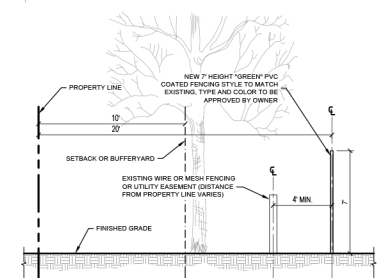 NEW 7' HEIGHT "GREEN" PVC
COATED FENCING STYLE TO MATCH
EXISTING, TYPE AND COLOR TO BE
APPROVED BY OWNER
PROPERTY LINE
℄
10'
20'
SETBACK OR BUFFERYARD
EXISTING WIRE OR MESH FENCING
OR UTILITY EASEMENT (DISTANCE
FROM PROPERTY LINE VARIES)
℄
4' MIN.
7'
FINISHED GRADE